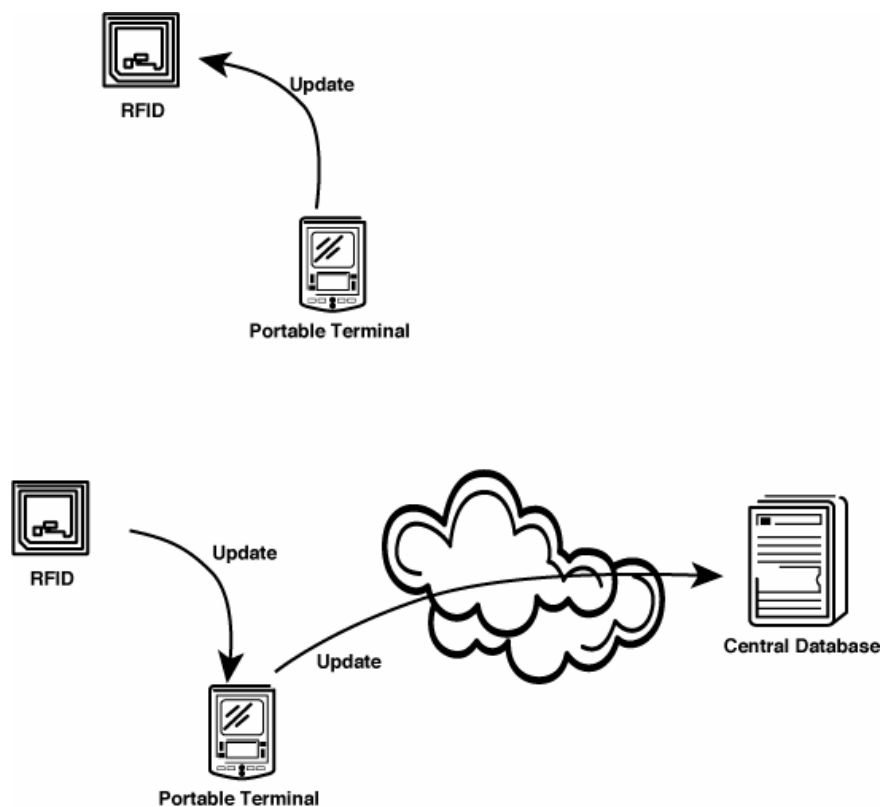 Update
RFID
Portable Terminal
Update
RFID
Update
Central Database
Portable Terminal